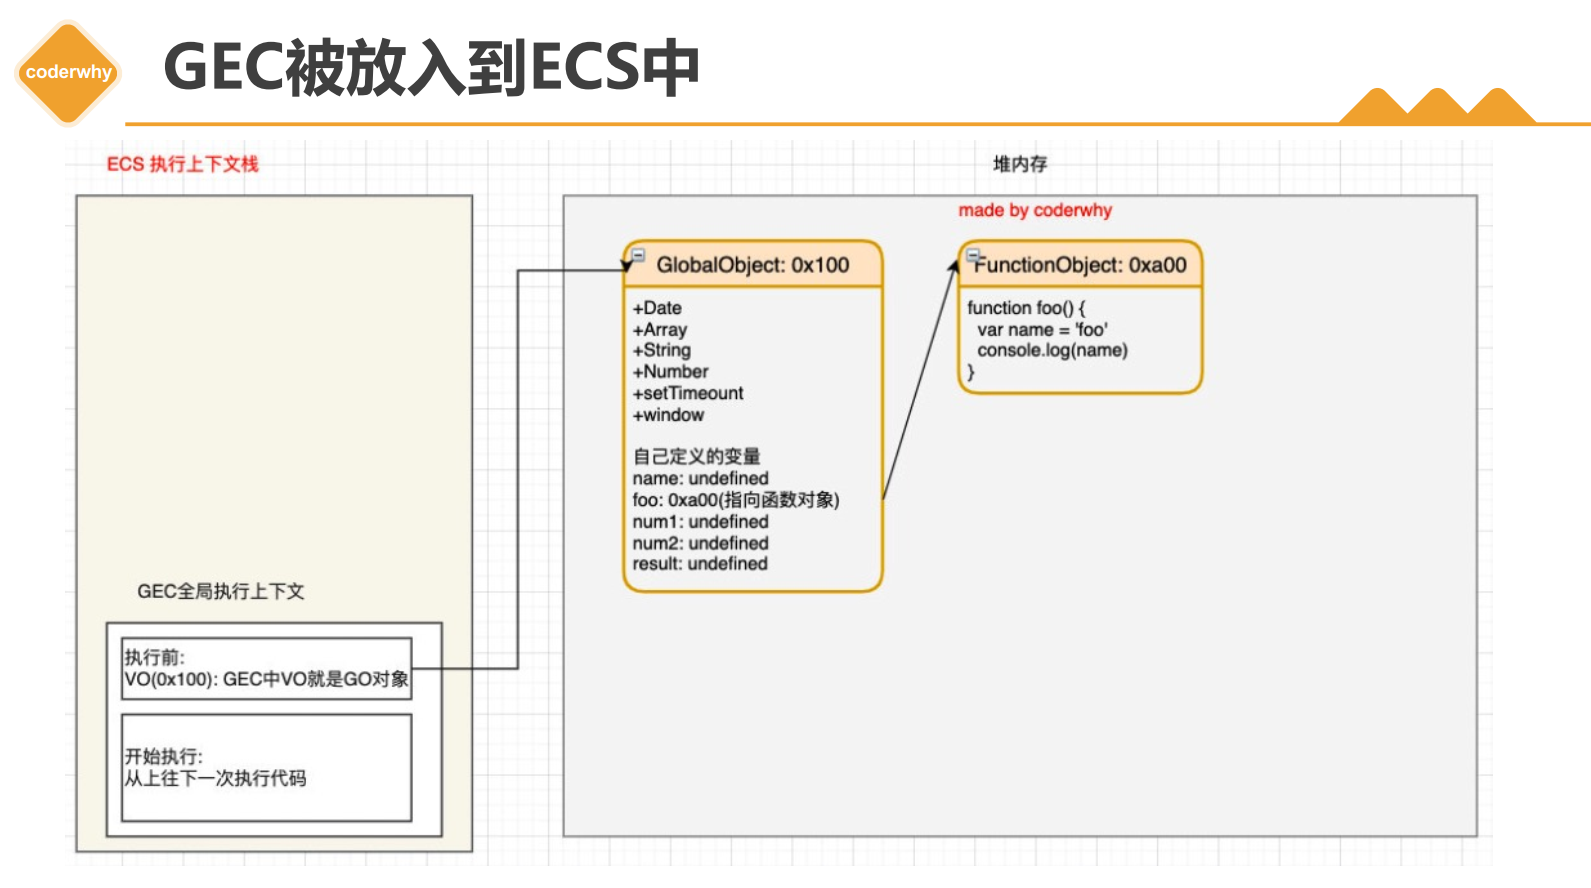 coderwhy
GEC被放入到ECS中
ECS 执行上下文栈
堆内存
made by coderwhy
GlobalObject: 0x100
+Date
+Array
+String
+Number
+setTimeount
+window
自己定义的变量
name: undefined
foo: 0xa00(指向函数对象)
num1: undefined
num2: undefined
result: undefined
FunctionObject: 0xa00
function foo() {
var name = 'foo'
console.log(name)
}
GEC全局执行上下文
执行前:
VO(0x100): GEC中VO就是GO对象
开始执行:
从上往下一次执行代码